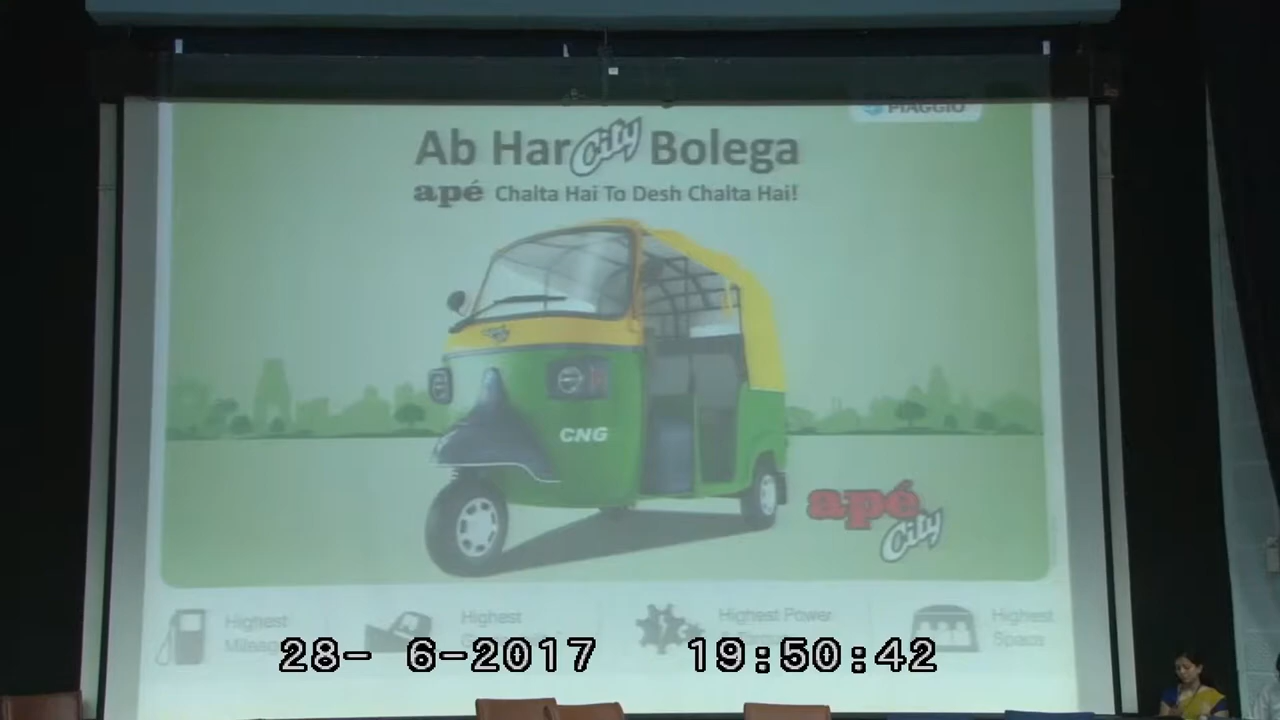 PIAGGIO
Ab Har City Bolega
apé Chalta Hai To Desh Chalta Hai!
CNG
apé
City
Highest
Mileage
Highest
Highest Power
Highest
Space
28- 6-2017 19:50:42